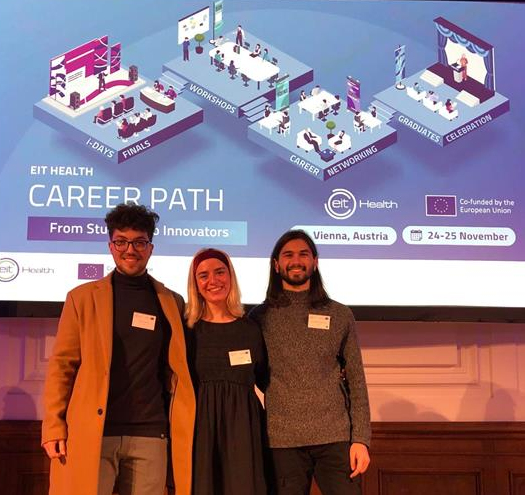 I-DAYS
FINALS
WORKSHOPS
CAREER
NETWORKING
GRADUATES
CELEBRATION
EIT HEALTH
CAREER PATH
From Stu o Innovators
eit Health
Co-funded by the
European Union
Vienna, Austria
24-25 November
eit Health